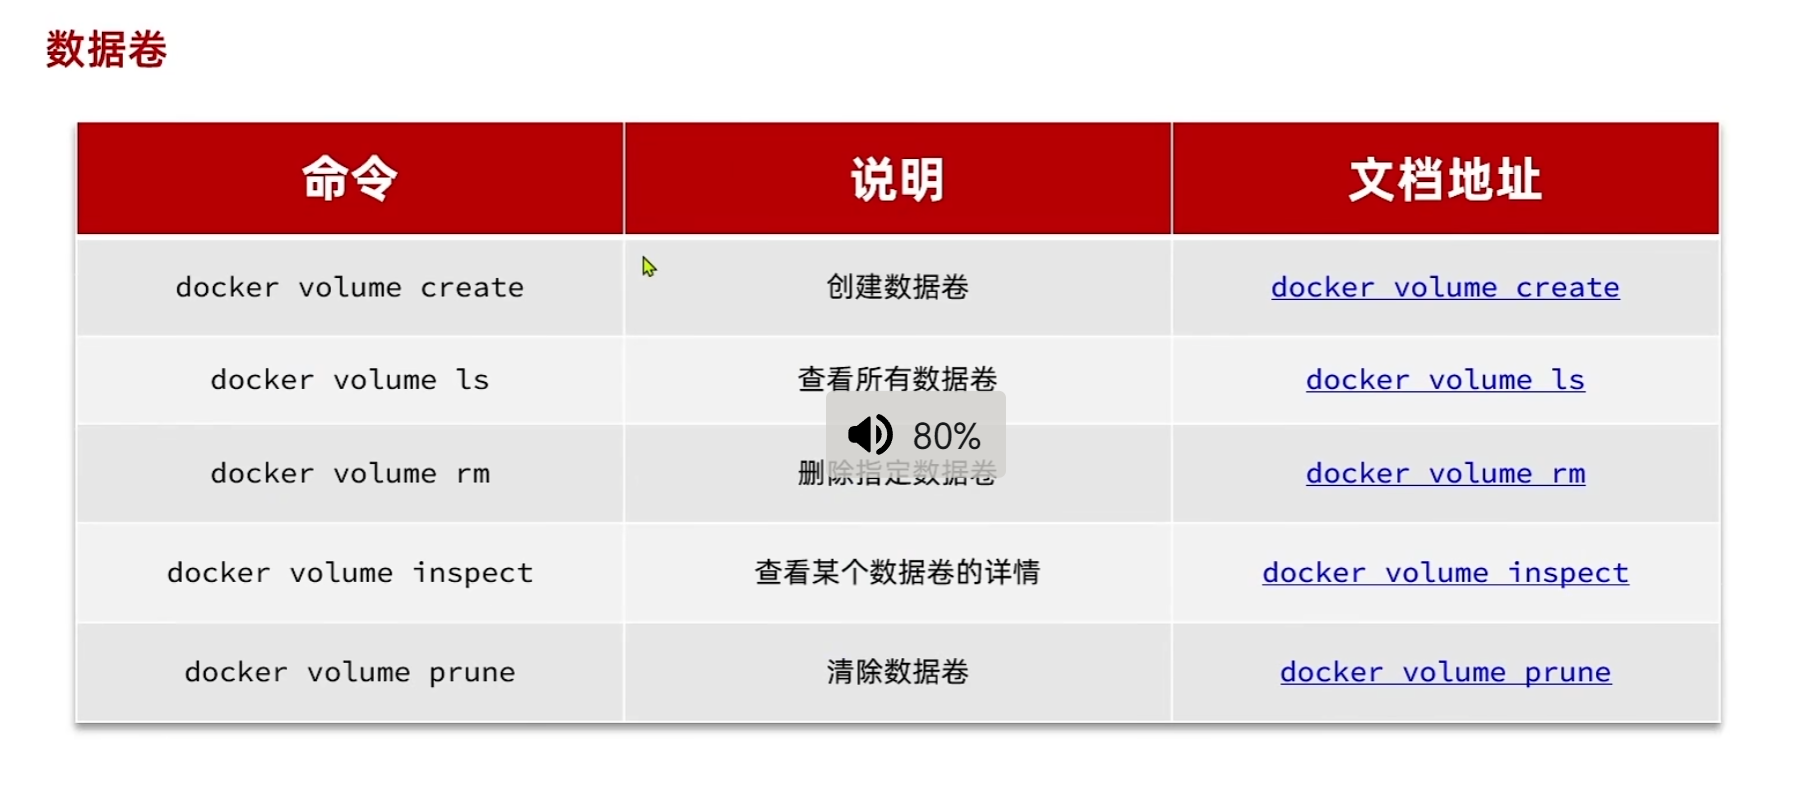 数据卷
命令 说明 文档地址
docker volume create 创建数据卷 docker volume create
docker volume ls 查看所有数据卷 docker volume ls
80%
docker volume rm 删除指定数据卷 docker volume rm
docker volume inspect 查看某个数据卷的详情 docker volume inspect
docker volume prune 清除数据卷 docker volume prune